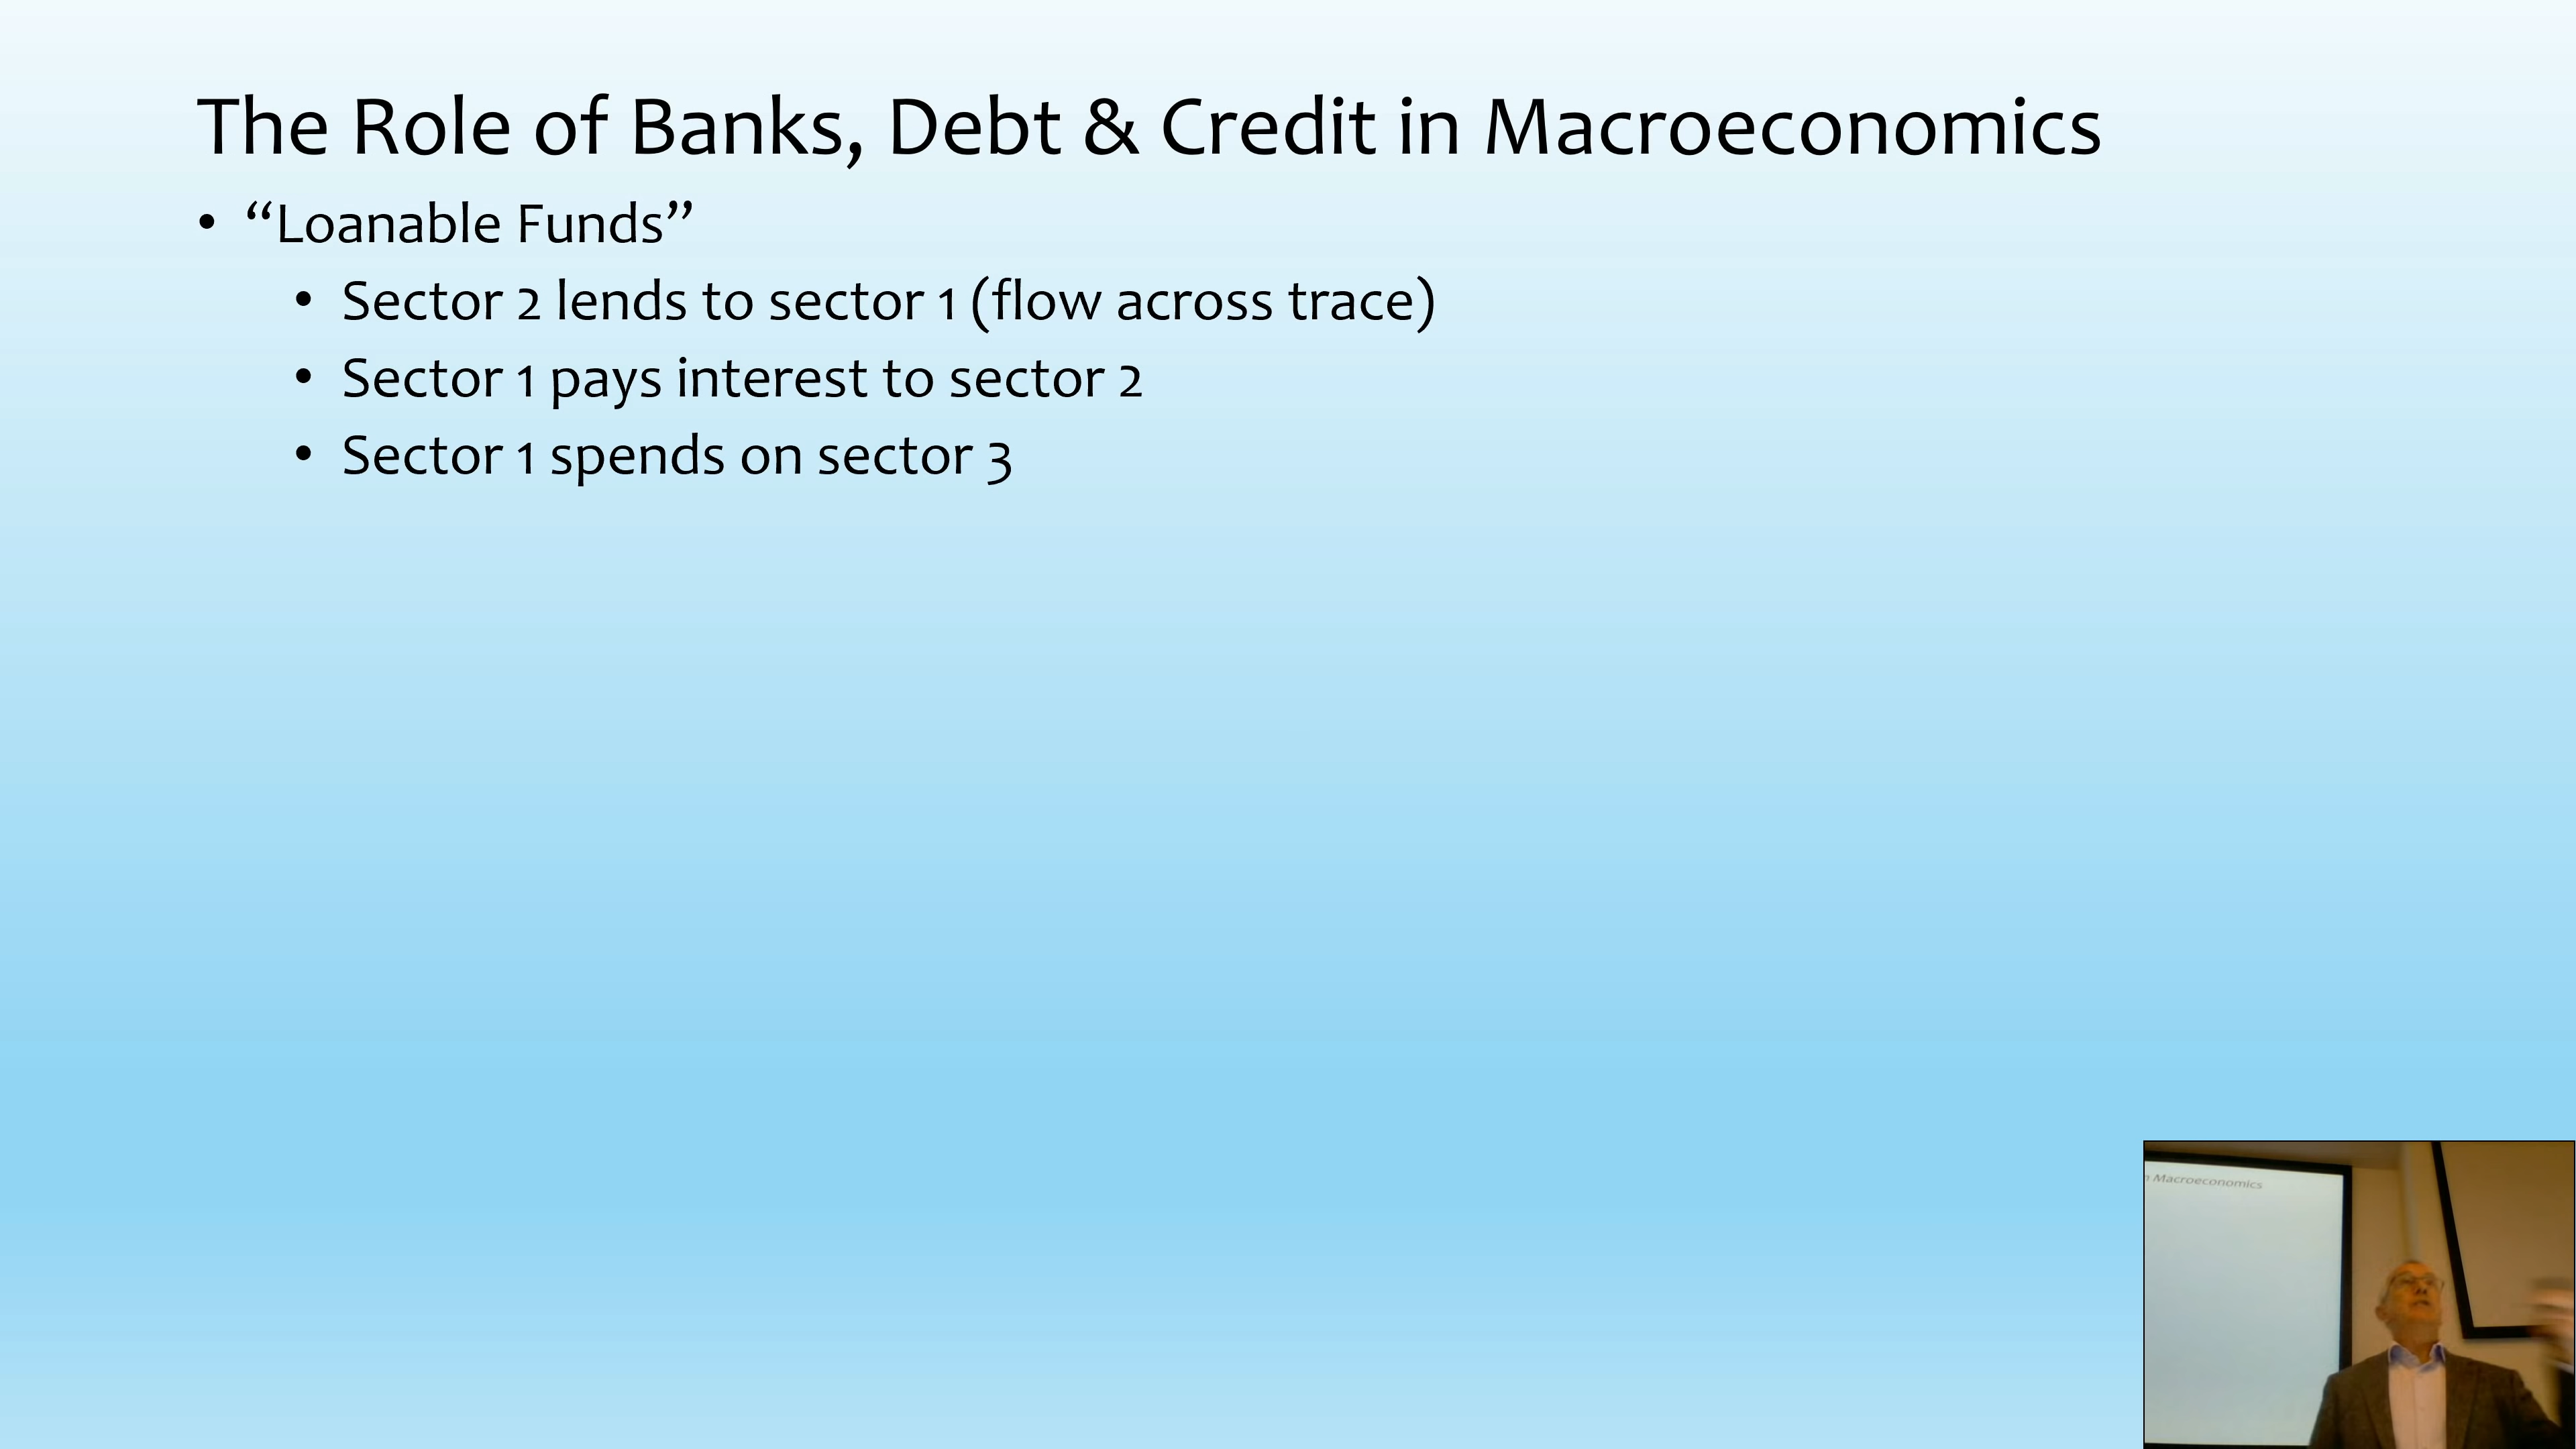 The Role of Banks, Debt & Credit in Macroeconomics
• “Loanable Funds”
• Sector 2 lends to sector 1 (flow across trace)
• Sector 1 pays interest to sector 2
• Sector 1 spends on sector 3
Macroeconomics